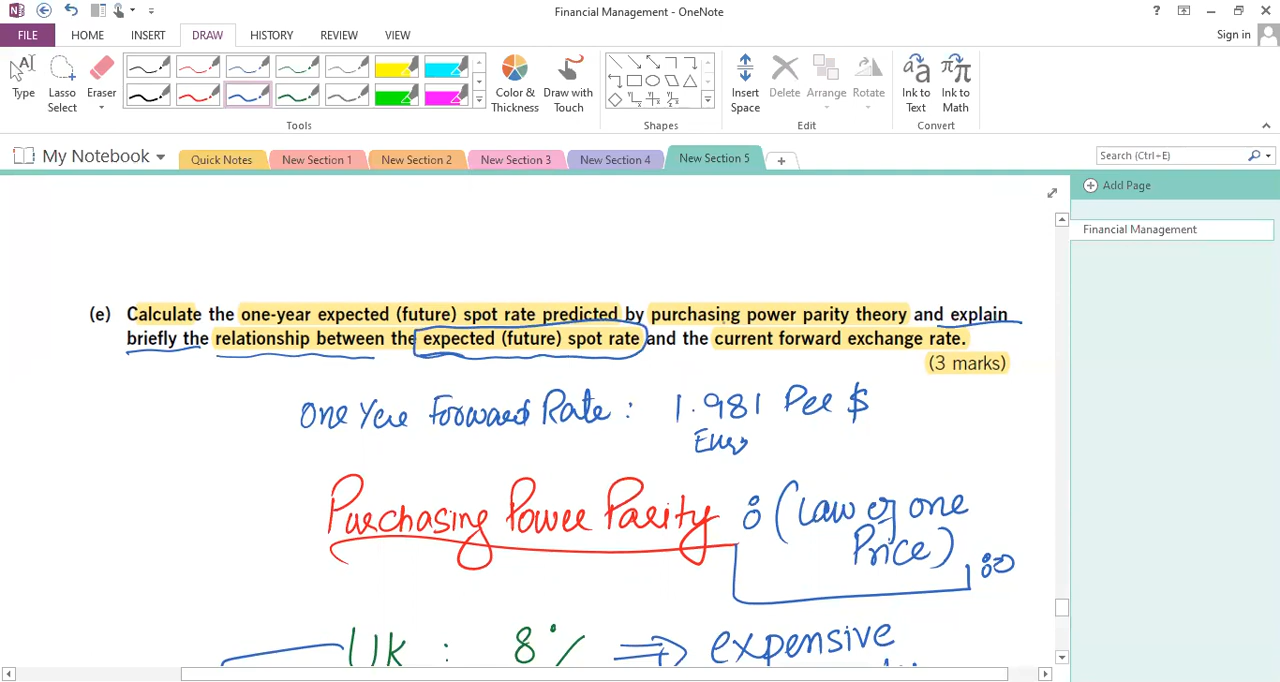 Financial Management - OneNote
FILE HOME INSERT DRAW HISTORY REVIEW VIEW Sign in
Type Lasso Select Eraser Color & Thickness Draw with Touch Insert Space Delete Arrange Rotate Ink to Text Ink to Math
Tools Shapes Edit Convert
My Notebook Quick Notes New Section 1 New Section 2 New Section 3 New Section 4 New Section 5 Search (Ctrl+E)
Add Page
Financial Management
(e) Calculate the one-year expected (future) spot rate predicted by purchasing power parity theory and explain
briefly the relationship between the expected (future) spot rate and the current forward exchange rate.
(3 marks)
One Forward Rate : 1.981 Per $
Purchasing Power Parity : (Law of one
Price)
UK : 8% ⇒ expensive